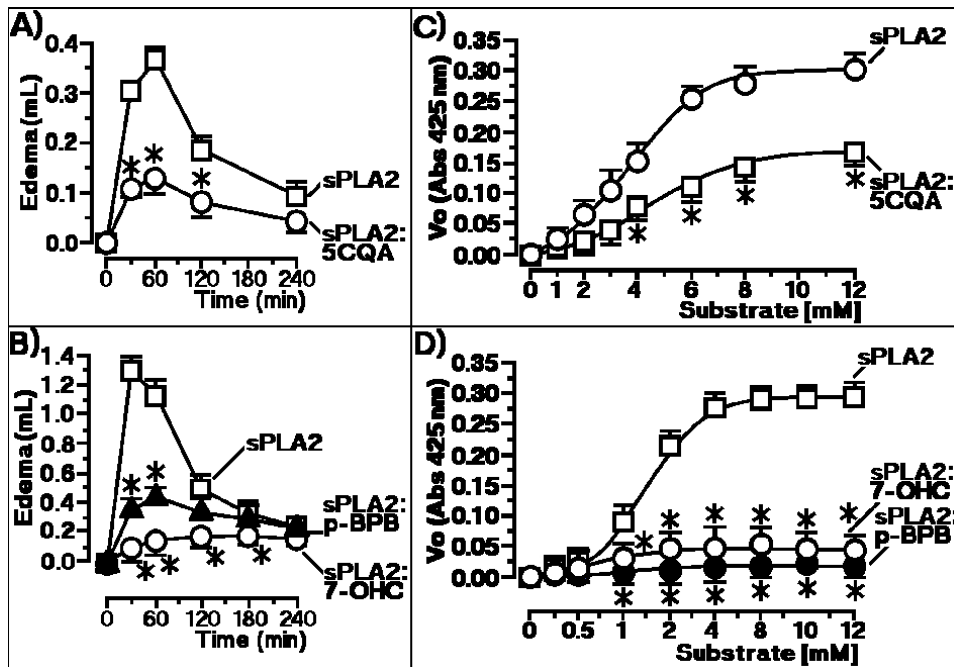 A)
Edema (mL)
0.4
0.3
0.2
0.1
0.0
0 60 120 180 240
Time (min)
sPLA2
sPLA2:
5CQA
* * *
B)
Edema (mL)
1.4
1.2
1.0
0.8
0.6
0.4
0.2
0.0
0 60 120 180 240
Time (min)
sPLA2
sPLA2:
p-BPB
sPLA2:
7-OHC
* *
* * * *
C)
Vo (Abs 425 nm)
0.35
0.30
0.25
0.20
0.15
0.10
0.05
0.00
0 1 2 4 6 8 10 12
Substrate [mM]
sPLA2
sPLA2:
5CQA
* * * *
D)
Vo (Abs 425 nm)
0.35
0.30
0.25
0.20
0.15
0.10
0.05
0.00
0 0.5 1 2 4 8 10 12
Substrate [mM]
sPLA2
sPLA2:
7-OHC
sPLA2:
p-BPB
* * * * * *
* * * * * *